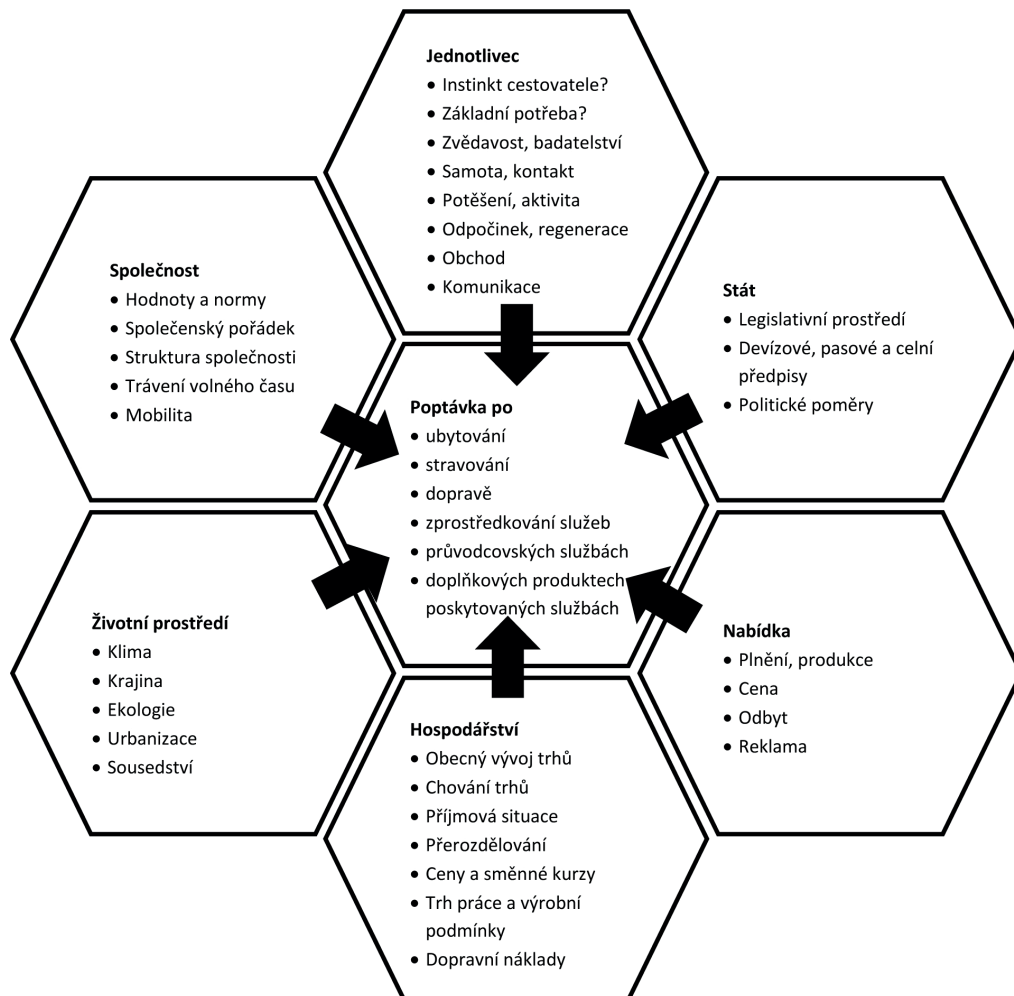 Jednotlivec
• Instinkt cestovatele?
• Základní potřeba?
• Zvědavost, badatelství
• Samota, kontakt
• Potěšení, aktivita
• Odpočinek, regenerace
• Obchod
• Komunikace
Společnost
• Hodnoty a normy
• Společenský pořádek
• Struktura společnosti
• Trávení volného času
• Mobilita
Stát
• Legislativní prostředí
• Devízové, pasové a celní
předpisy
• Politické poměry
Poptávka po
• ubytování
• stravování
• dopravě
• zprostředkování služeb
• průvodcovských službách
• doplňkových produktech
poskytovaných službách
Životní prostředí
• Klima
• Krajina
• Ekologie
• Urbanizace
• Sousedství
Nabídka
• Plnění, produkce
• Cena
• Odbyt
• Reklama
Hospodářství
• Obecný vývoj trhů
• Chování trhů
• Příjmová situace
• Přerozdělování
• Ceny a směnné kurzy
• Trh práce a výrobní
podmínky
• Dopravní náklady